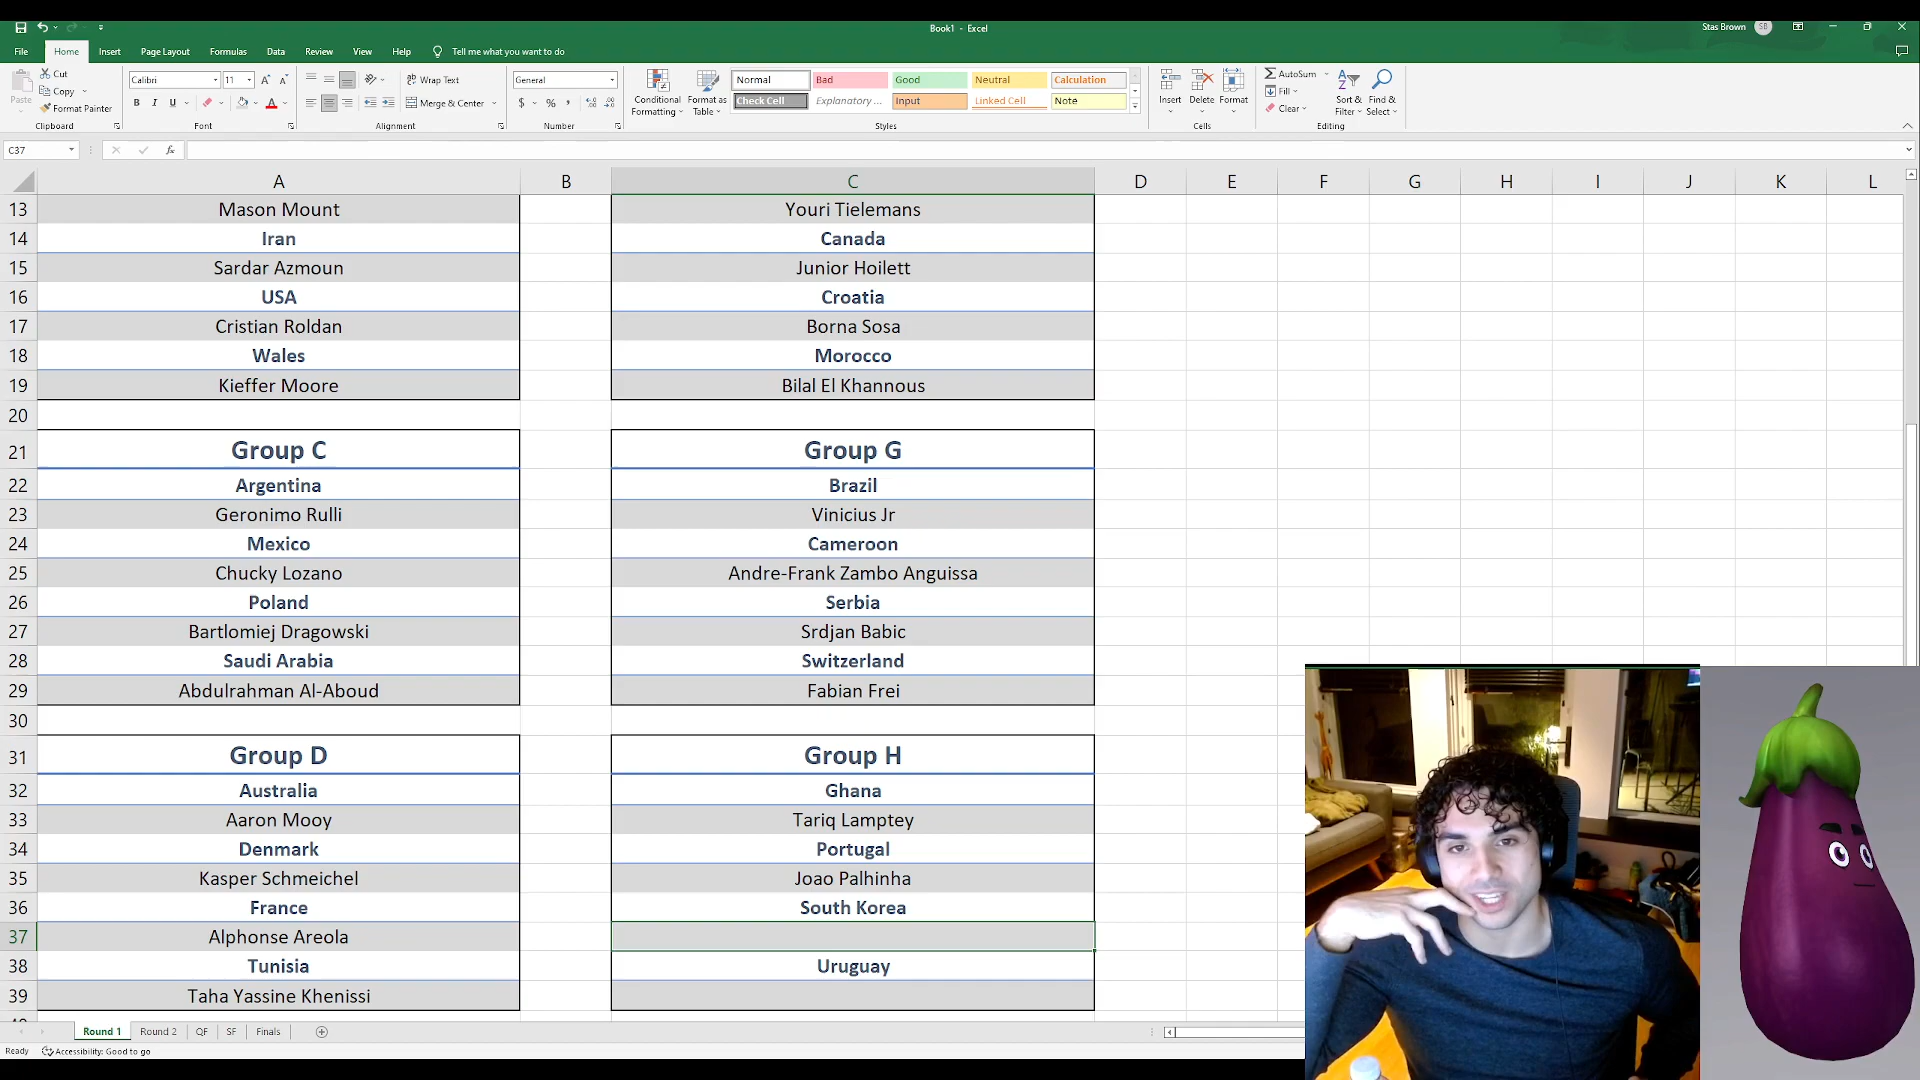 Book1 - Excel
Stas Brown
SB
File Home Insert Page Layout Formulas Data Review View Help Tell me what you want to do
Paste
Cut
Copy
Format Painter
Clipboard
Calibri 11
B I U
Font
Wrap Text
Merge & Center
Alignment
General
$ % ,
Number
Conditional Formatting
Format as Table
Normal Bad Good Neutral Calculation
Check Cell Explanatory ... Input Linked Cell Note
Styles
Insert Delete Format
Cells
AutoSum
Fill
Clear
Sort & Filter
Find & Select
Editing
C37
fx
A B C D E F G H I J K L
13 Mason Mount Youri Tielemans
14 Iran Canada
15 Sardar Azmoun Junior Hoilett
16 USA Croatia
17 Cristian Roldan Borna Sosa
18 Wales Morocco
19 Kieffer Moore Bilal El Khannous
20
21 Group C Group G
22 Argentina Brazil
23 Geronimo Rulli Vinicius Jr
24 Mexico Cameroon
25 Chucky Lozano Andre-Frank Zambo Anguissa
26 Poland Serbia
27 Bartlomiej Dragowski Srdjan Babic
28 Saudi Arabia Switzerland
29 Abdulrahman Al-Aboud Fabian Frei
30
31 Group D Group H
32 Australia Ghana
33 Aaron Mooy Tariq Lamptey
34 Denmark Portugal
35 Kasper Schmeichel Joao Palhinha
36 France South Korea
37 Alphonse Areola
38 Tunisia Uruguay
39 Taha Yassine Khenissi
Round 1 Round 2 QF SF Finals
Ready Accessibility: Good to go